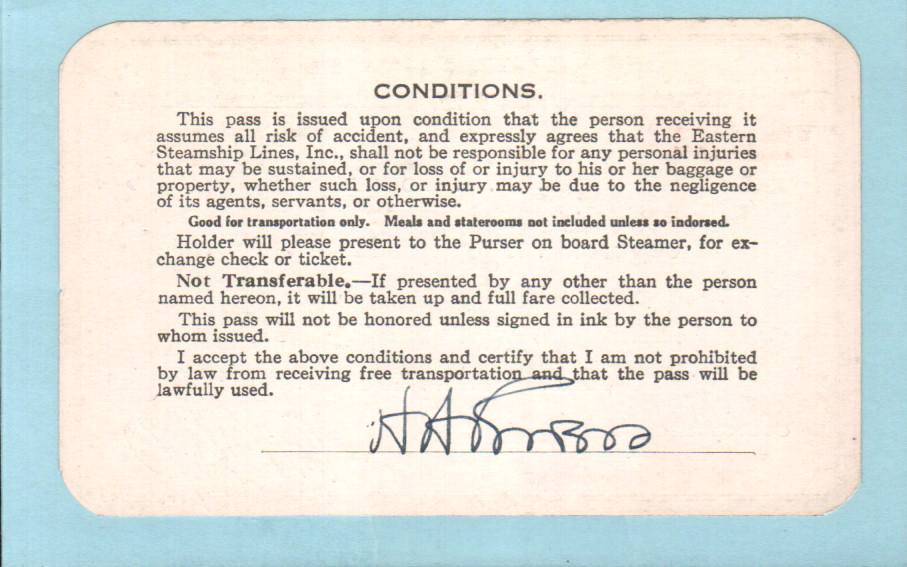 CONDITIONS.
This pass is issued upon condition that the person receiving it
assumes all risk of accident, and expressly agrees that the Eastern
Steamship Lines, Inc., shall not be responsible for any personal injuries
that may be sustained, or for loss of or injury to his or her baggage or
property, whether such loss, or injury may be due to the negligence
of its agents, servants, or otherwise.
Good for transportation only. Meals and staterooms not included unless so indorsed.
Holder will please present to the Purser on board Steamer, for ex-
change check or ticket.
Not Transferable.—If presented by any other than the person
named hereon, it will be taken up and full fare collected.
This pass will not be honored unless signed in ink by the person to
whom issued.
I accept the above conditions and certify that I am not prohibited
by law from receiving free transportation and that the pass will be
lawfully used.
H A